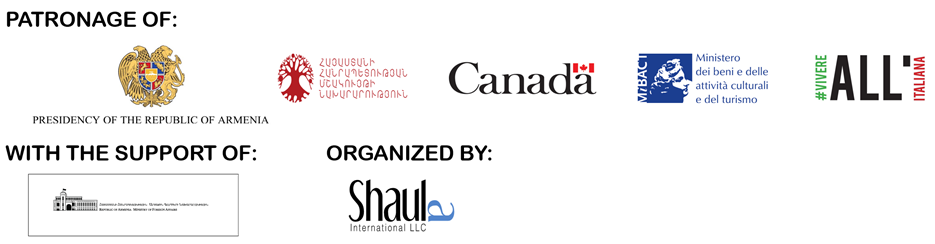 PATRONAGE OF:
PRESIDENCY OF THE REPUBLIC OF ARMENIA
ՀԱՅԱՍՏԱՆԻ
ՀԱՆՐԱՊԵՏՈՒԹՅԱՆ
ՄՇԱԿՈՒՅԹԻ
ՆԱԽԱՐԱՐՈՒԹՅՈՒՆ
Canada
MiBACT
Ministero
dei beni e delle
attività culturali
e del turismo
#VIVERE
ALL'
ITALIANA
WITH THE SUPPORT OF:
ORGANIZED BY:
REPUBLIC OF ARMENIA MINISTRY OF FOREIGN AFFAIRS
Shaula
International LLC